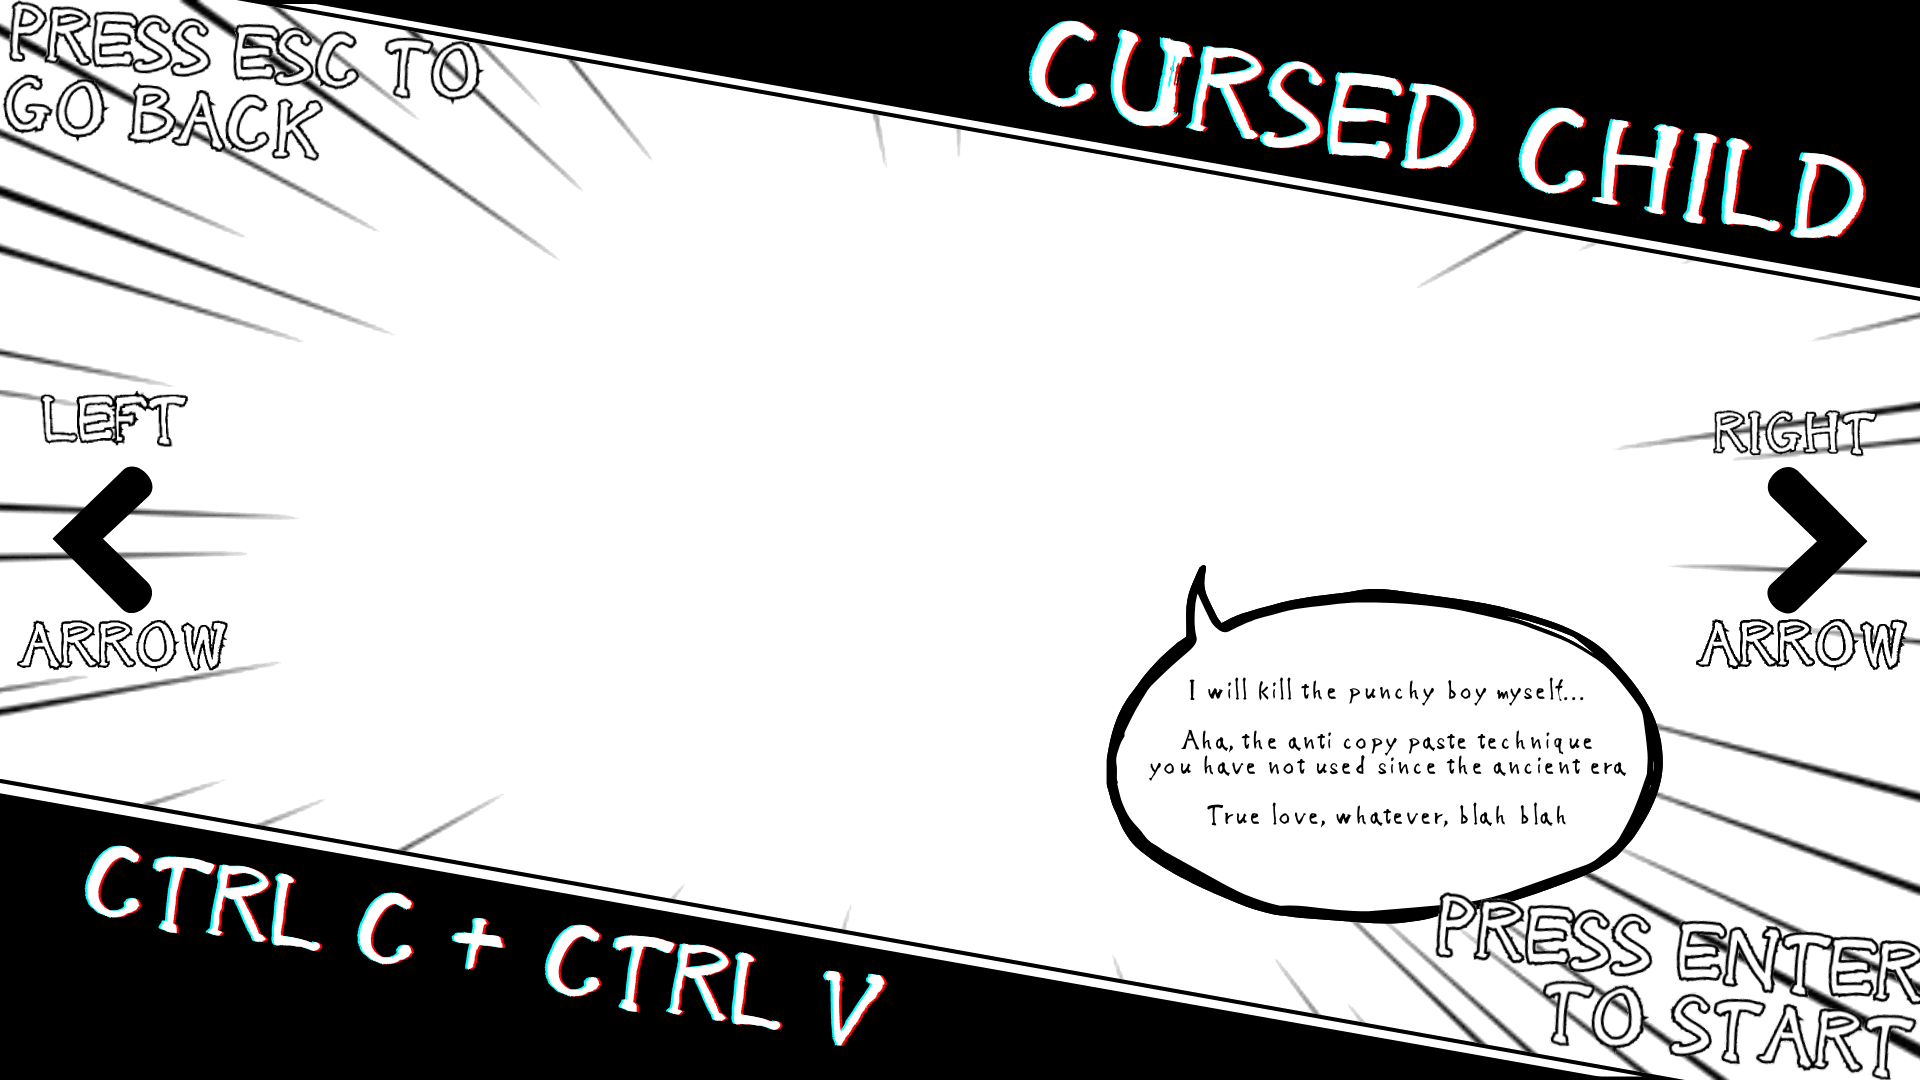 PRESS ESC TO
GO BACK
CURSED CHILD
LEFT
ARROW
RIGHT
ARROW
I will kill the punchy boy myself...
Aha, the anti copy paste technique
you have not used since the ancient era
True love, whatever, blah blah
CTRL C + CTRL V
PRESS ENTER
TO START